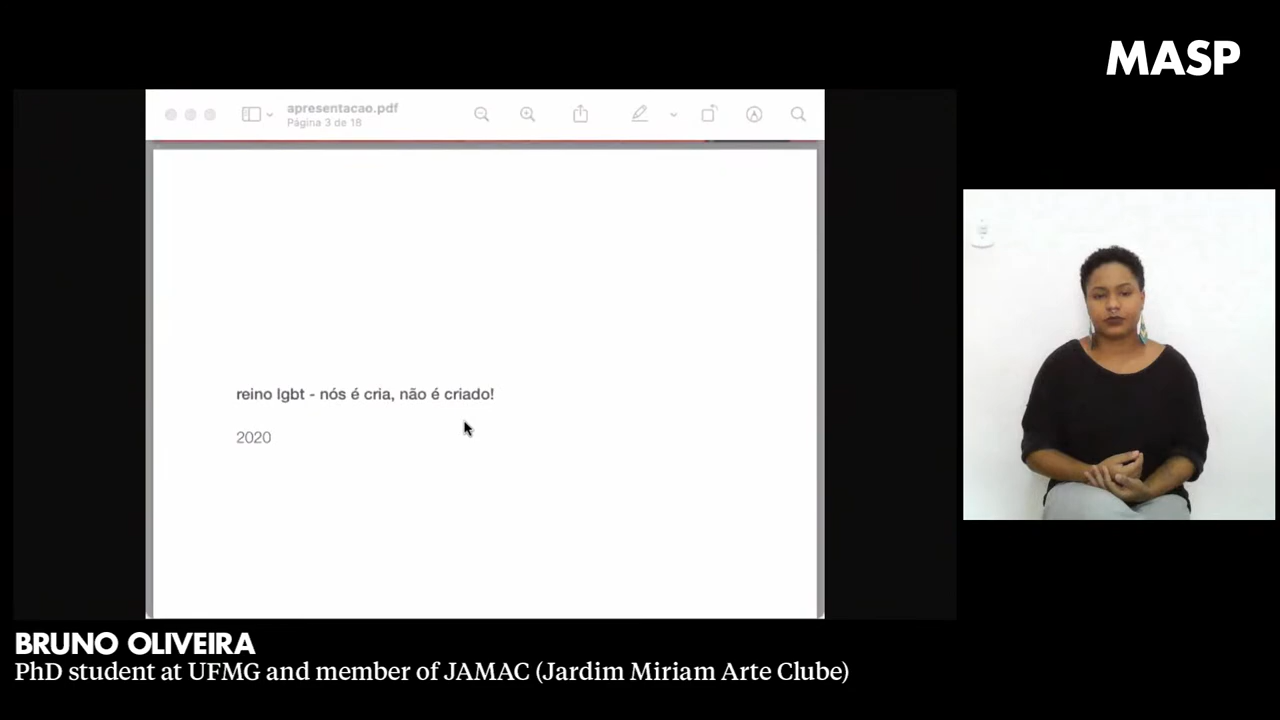 MASP
apresentacao.pdf
Página 3 de 18
reino lgbt - nós é cria, não é criado!
2020
BRUNO OLIVEIRA
PhD student at UFMG and member of JAMAC (Jardim Miriam Arte Clube)